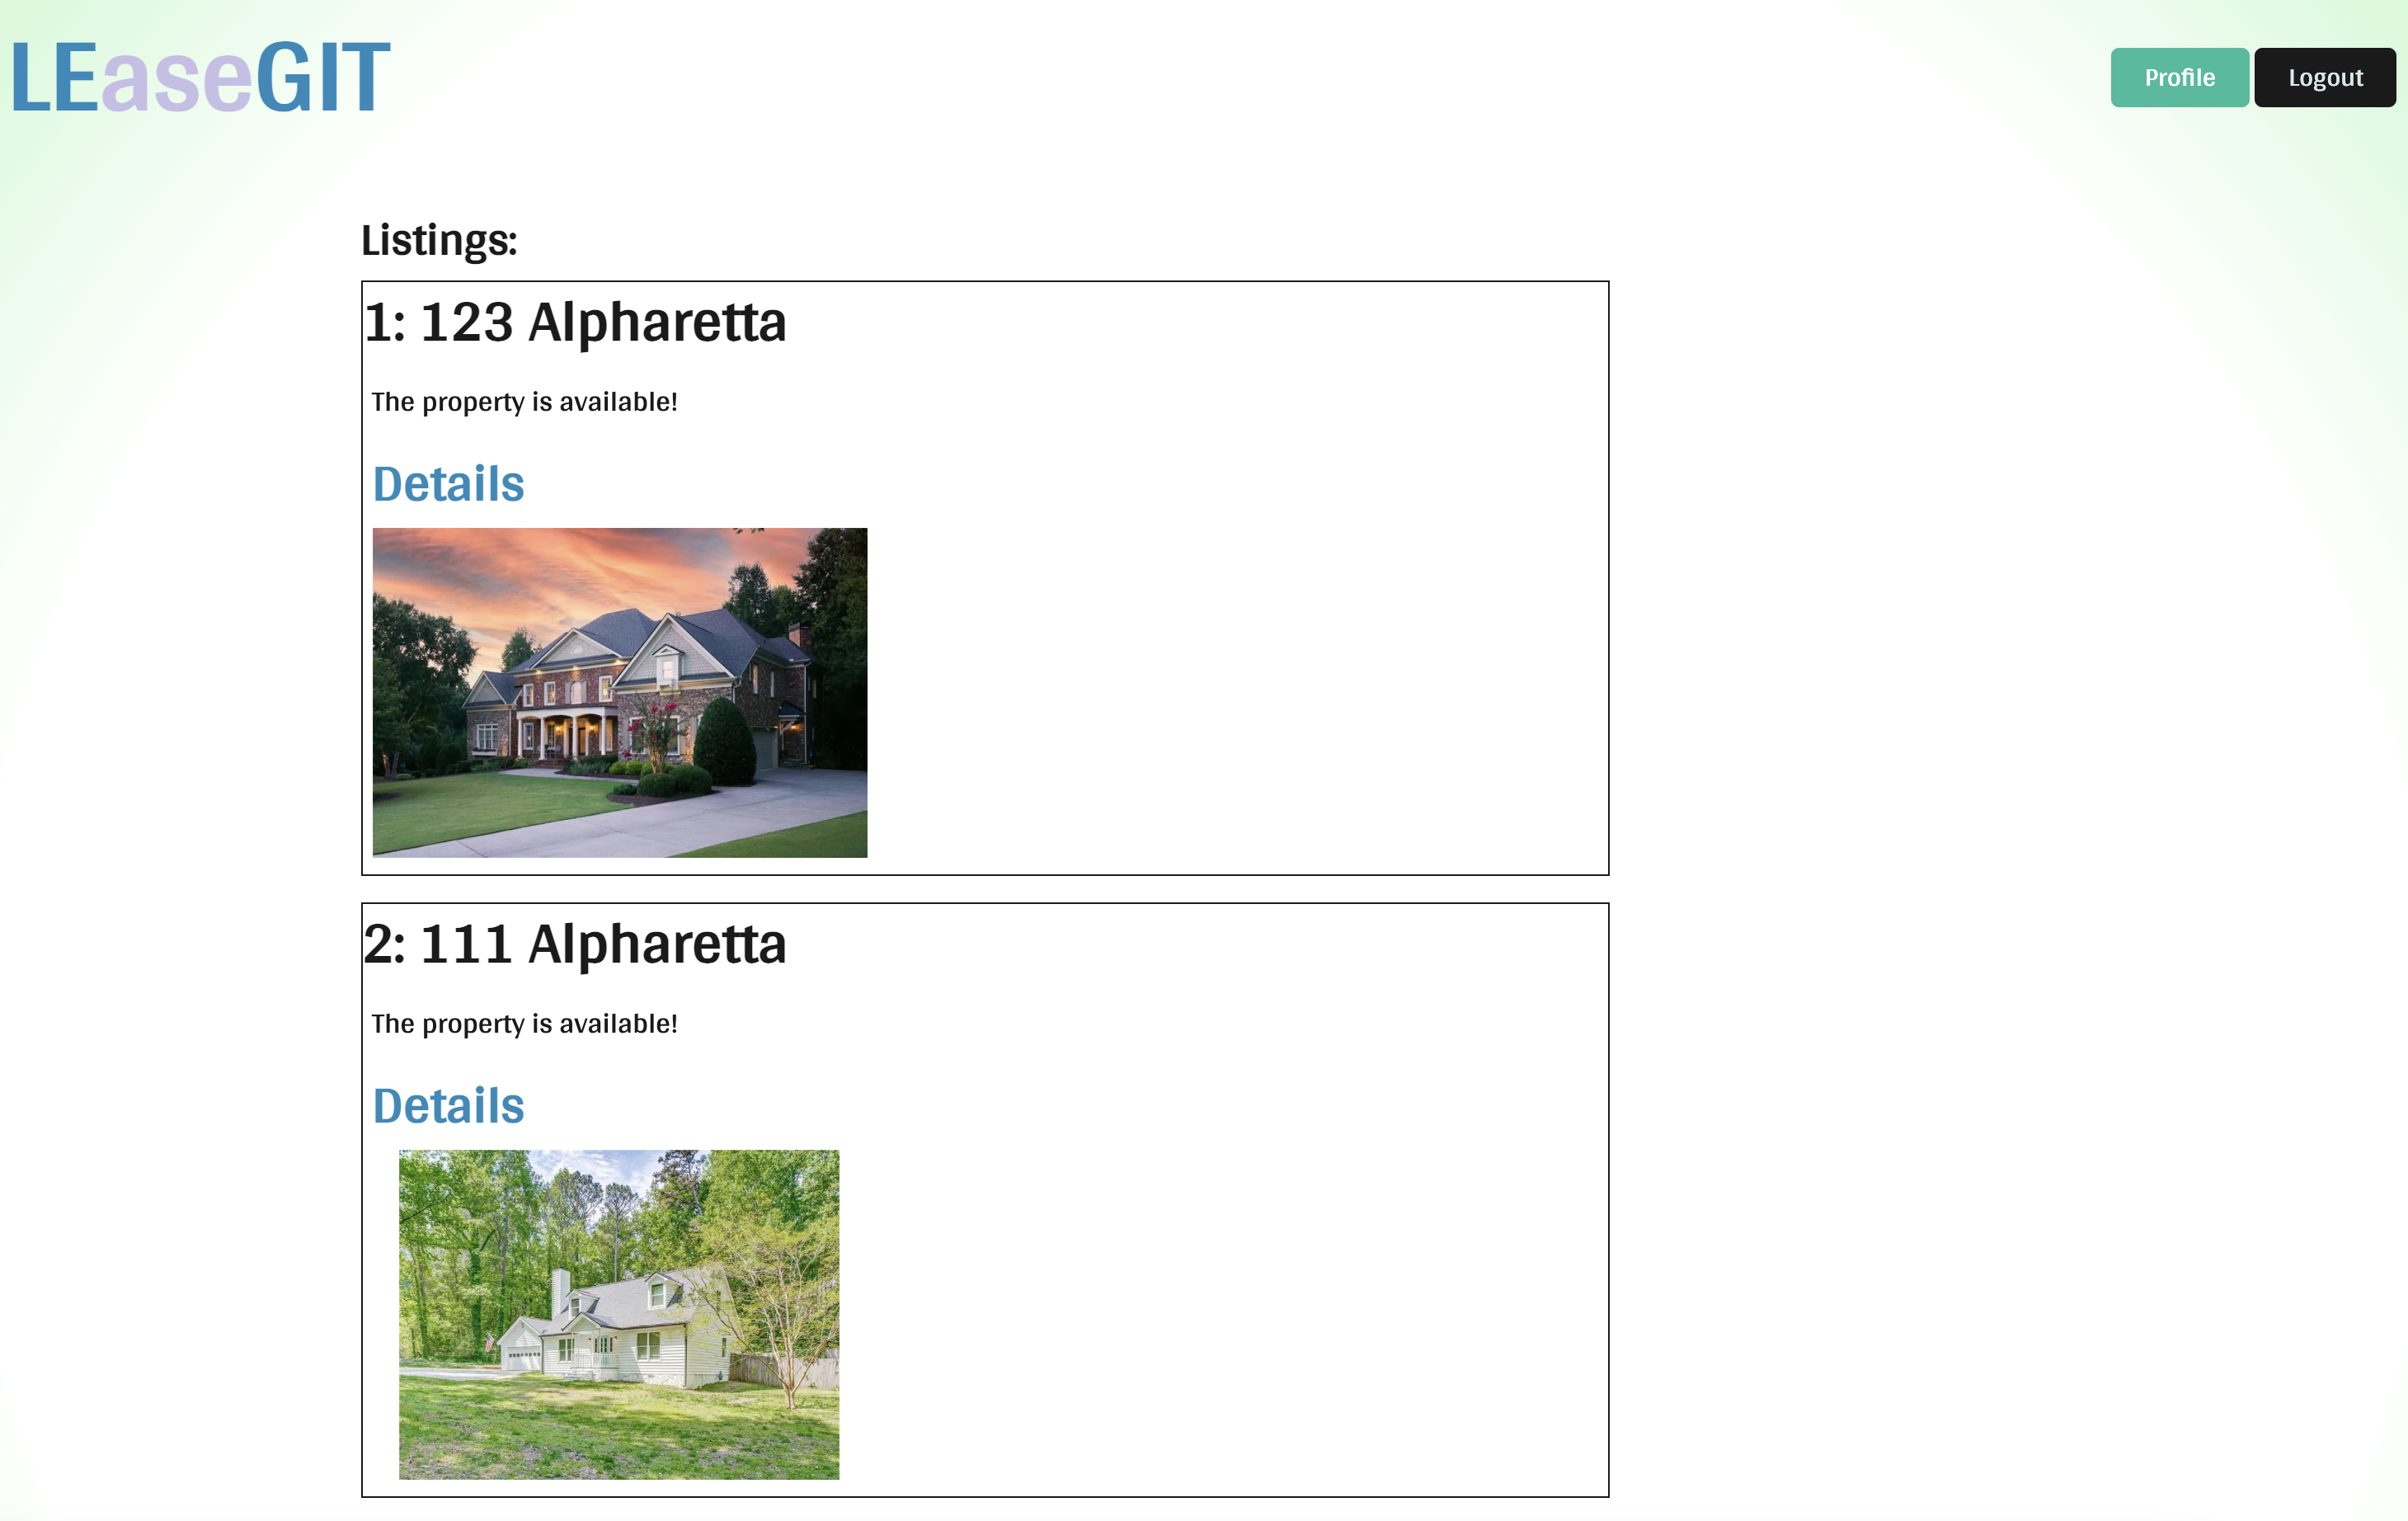 LEaseGIT
Profile
Logout
Listings:
1: 123 Alpharetta
The property is available!
Details
2: 111 Alpharetta
The property is available!
Details